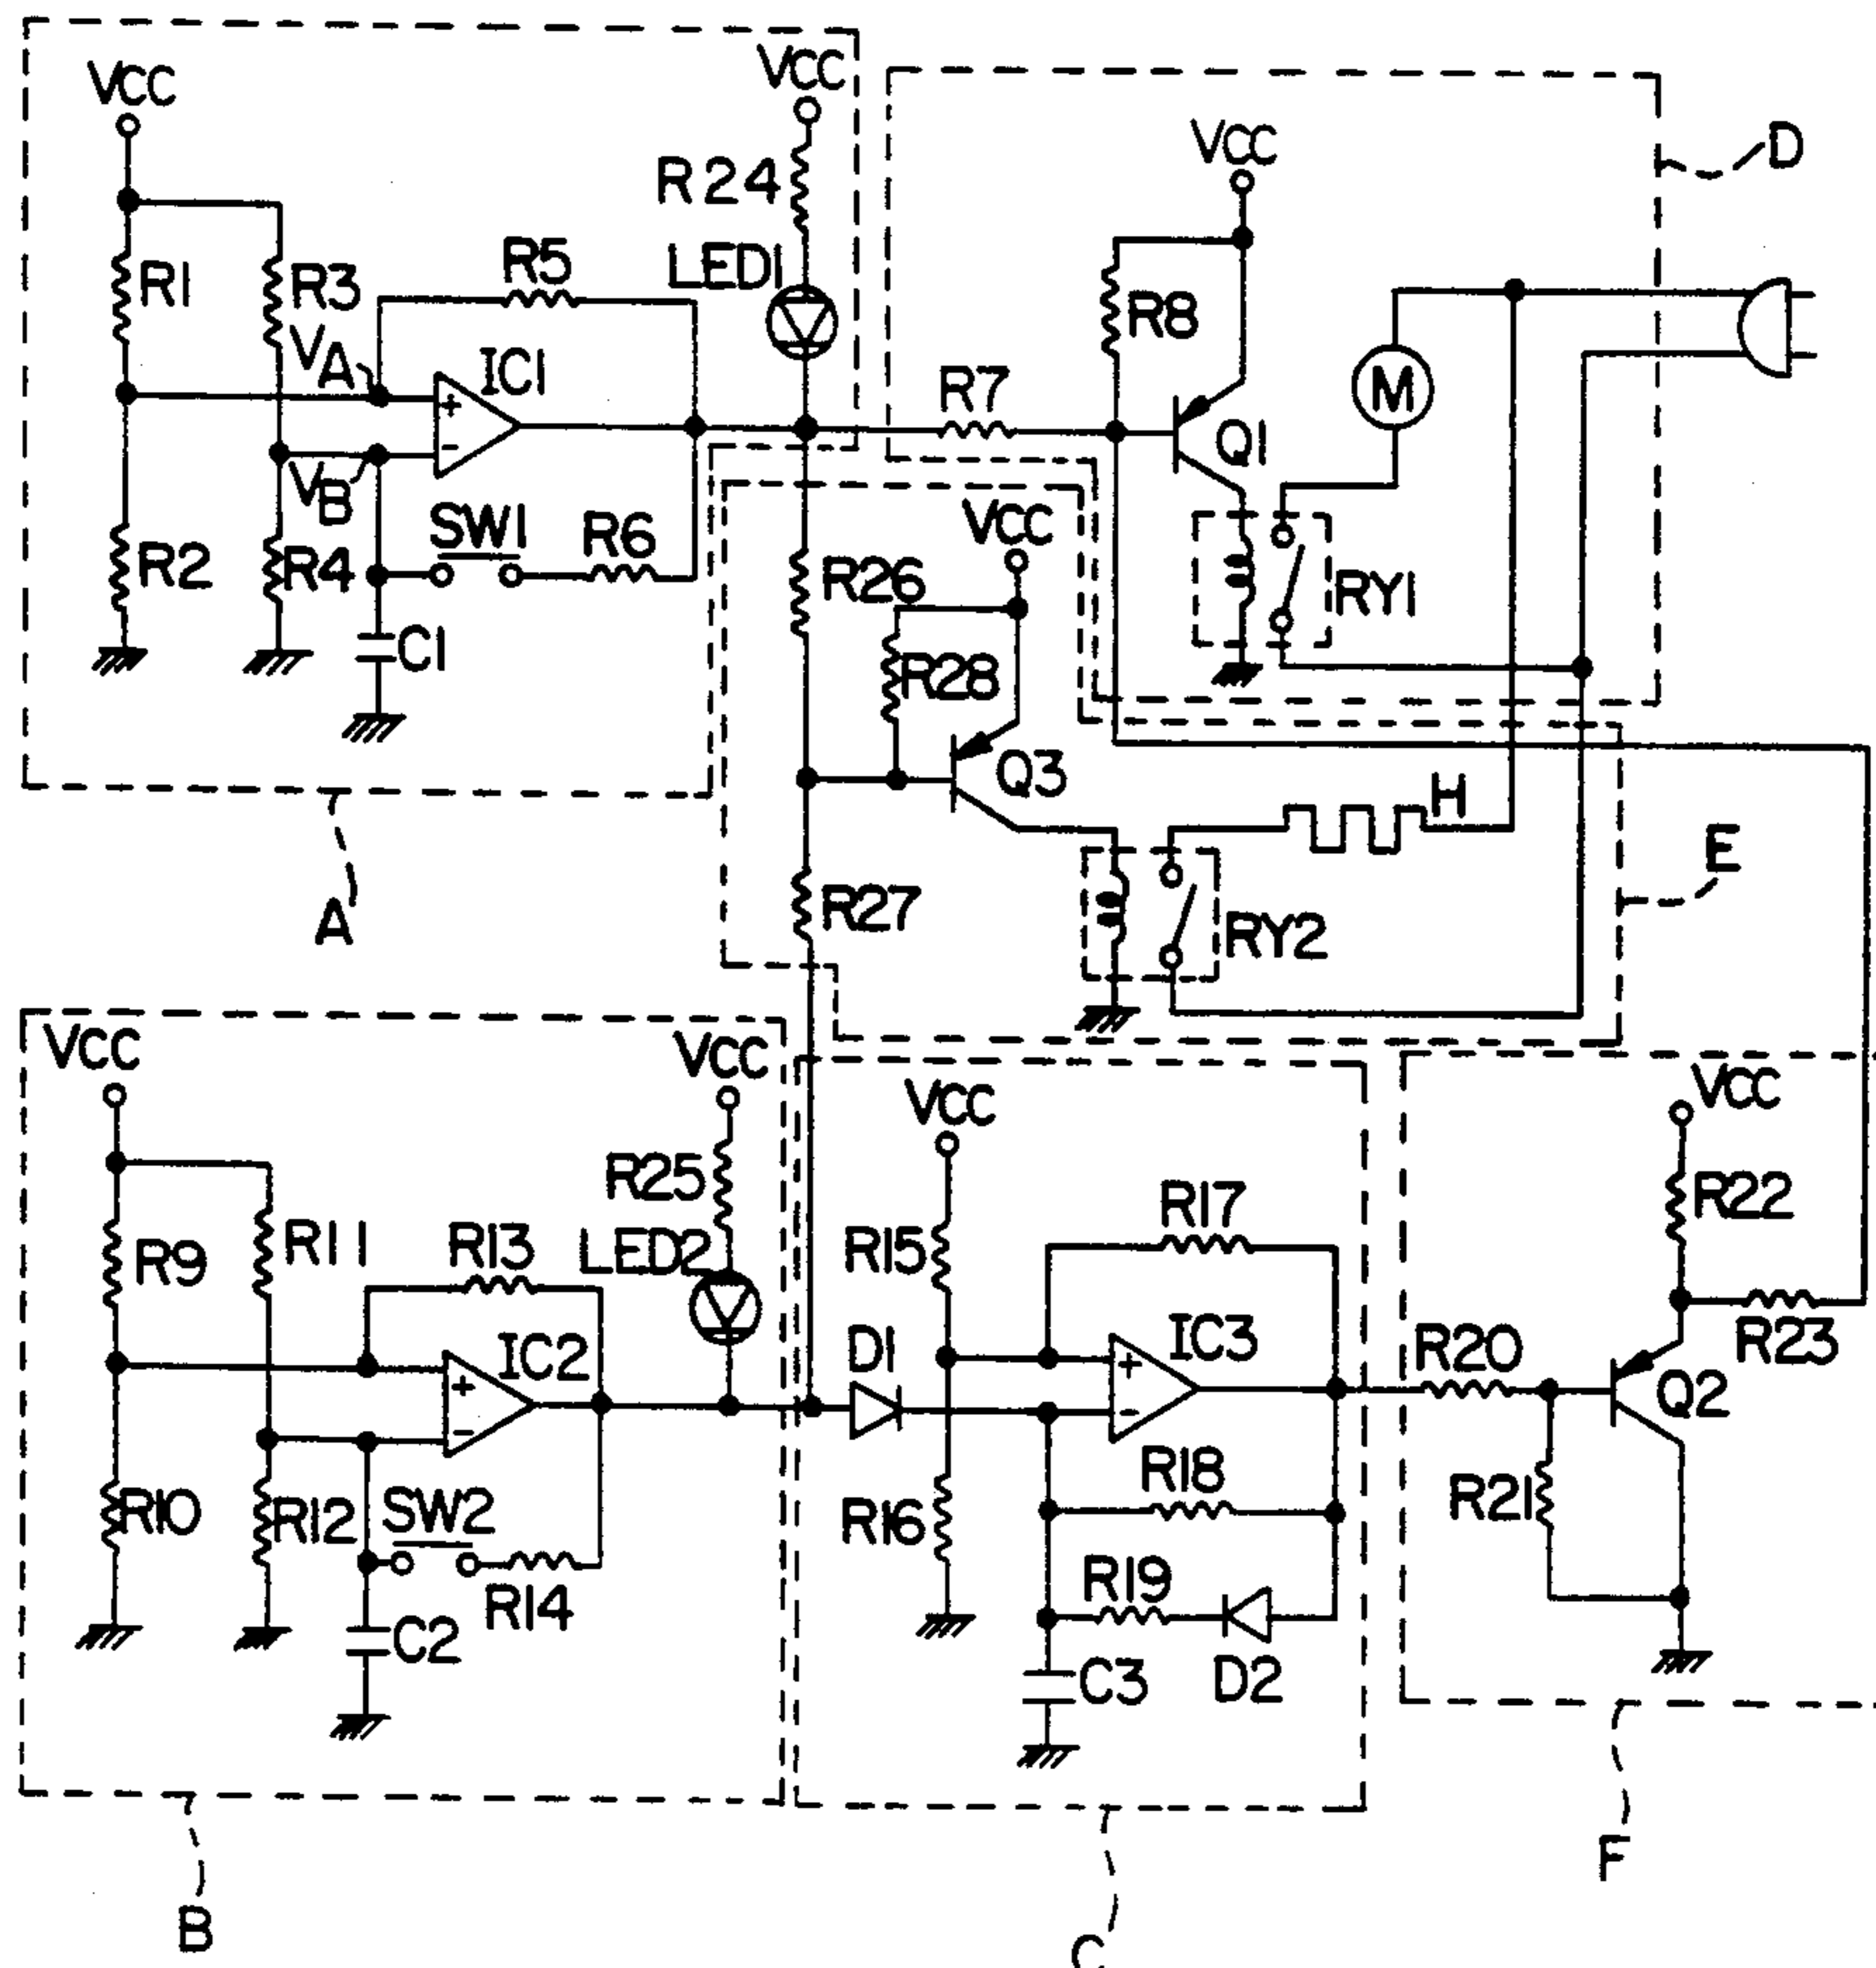 VCC
VCC
VCC
D
R24
R1
R3
R5
LED1
R8
VA
IC1
+
-
R7
M
Q1
VB
SW1
R6
VCC
R2
R4
R26
RY1
C1
R28
Q3
H
E
A
R27
RY2
VCC
VCC
VCC
VCC
R25
R22
R9
R11
R13
LED2
R15
R17
IC2
D1
IC3
R20
R23
+
-
+
-
Q2
R10
R12
SW2
R16
R18
R21
R14
R19
C2
C3
D2
F
B
C